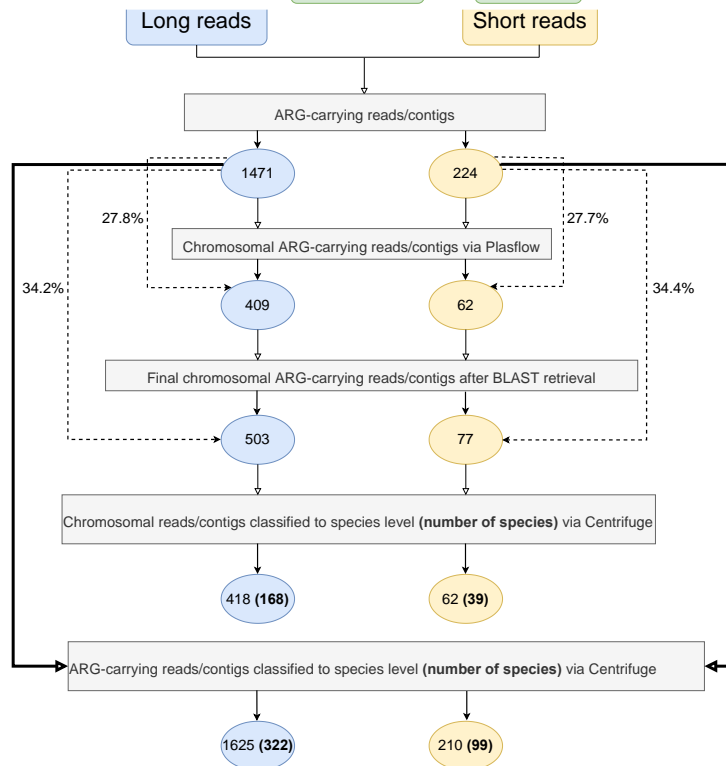 Long reads
Short reads
ARG-carrying reads/contigs
1471
224
27.8%
27.7%
Chromosomal ARG-carrying reads/contigs via Plasflow
34.2%
34.4%
409
62
Final chromosomal ARG-carrying reads/contigs after BLAST retrieval
503
77
Chromosomal reads/contigs classified to species level (number of species) via Centrifuge
418 (168)
62 (39)
ARG-carrying reads/contigs classified to species level (number of species) via Centrifuge
1625 (322)
210 (99)